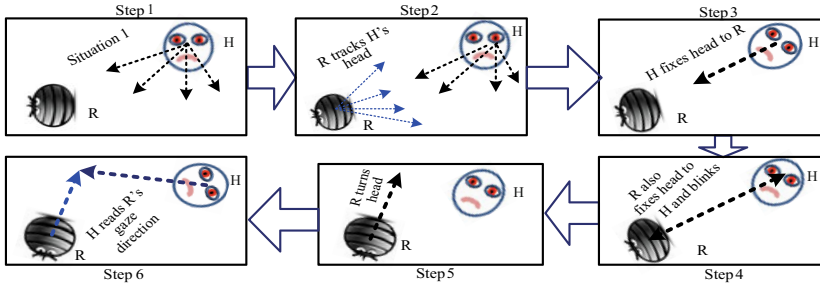 Step 1
Situation 1
H
R
Step 2
R tracks H's
head
H
R
Step 3
H fixes head to R
H
R
R also
fixes head to
H and blinks
H
R
Step 4
R turns
head
H
R
Step 5
H reads R's
gaze
direction
H
R
Step 6